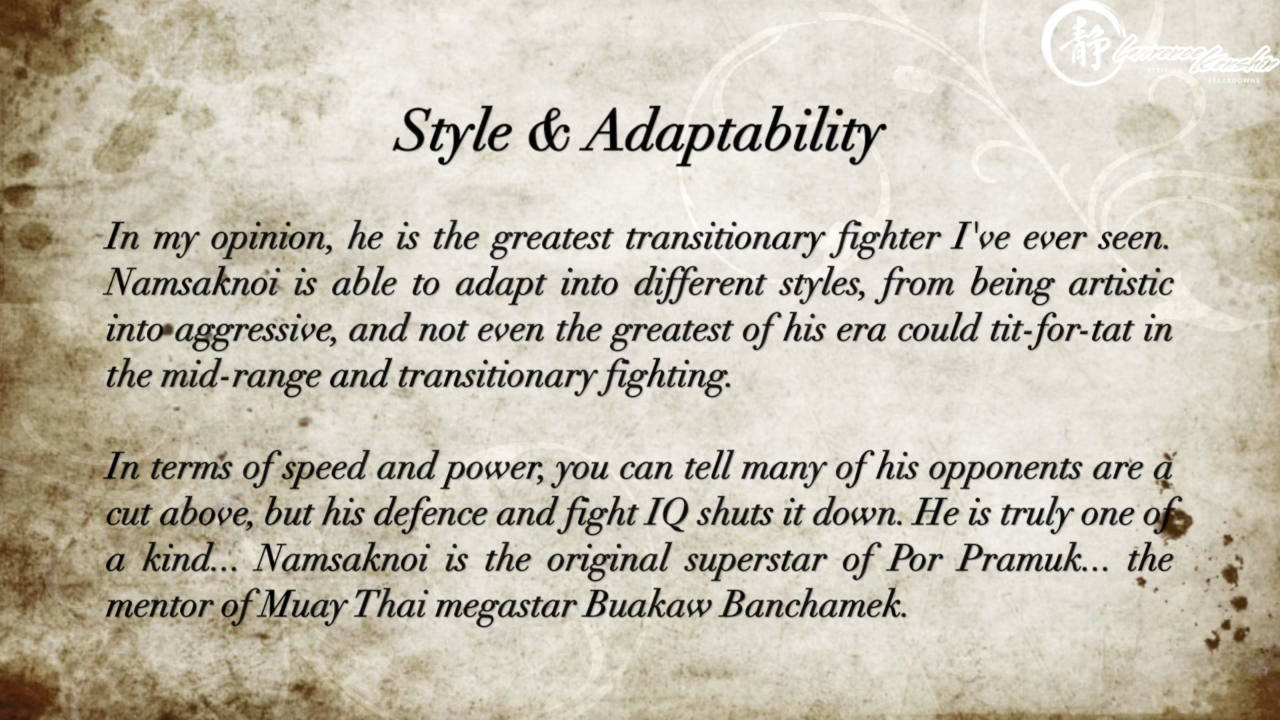 静 Lawrence Kenshin
BREAKDOWNS
Style & Adaptability
In my opinion, he is the greatest transitionary fighter I've ever seen.
Namsaknoi is able to adapt into different styles, from being artistic
into aggressive, and not even the greatest of his era could tit-for-tat in
the mid-range and transitionary fighting.
In terms of speed and power, you can tell many of his opponents are a
cut above, but his defence and fight IQ shuts it down. He is truly one of
a kind... Namsaknoi is the original superstar of Por Pramuk... the
mentor of Muay Thai megastar Buakaw Banchamek.